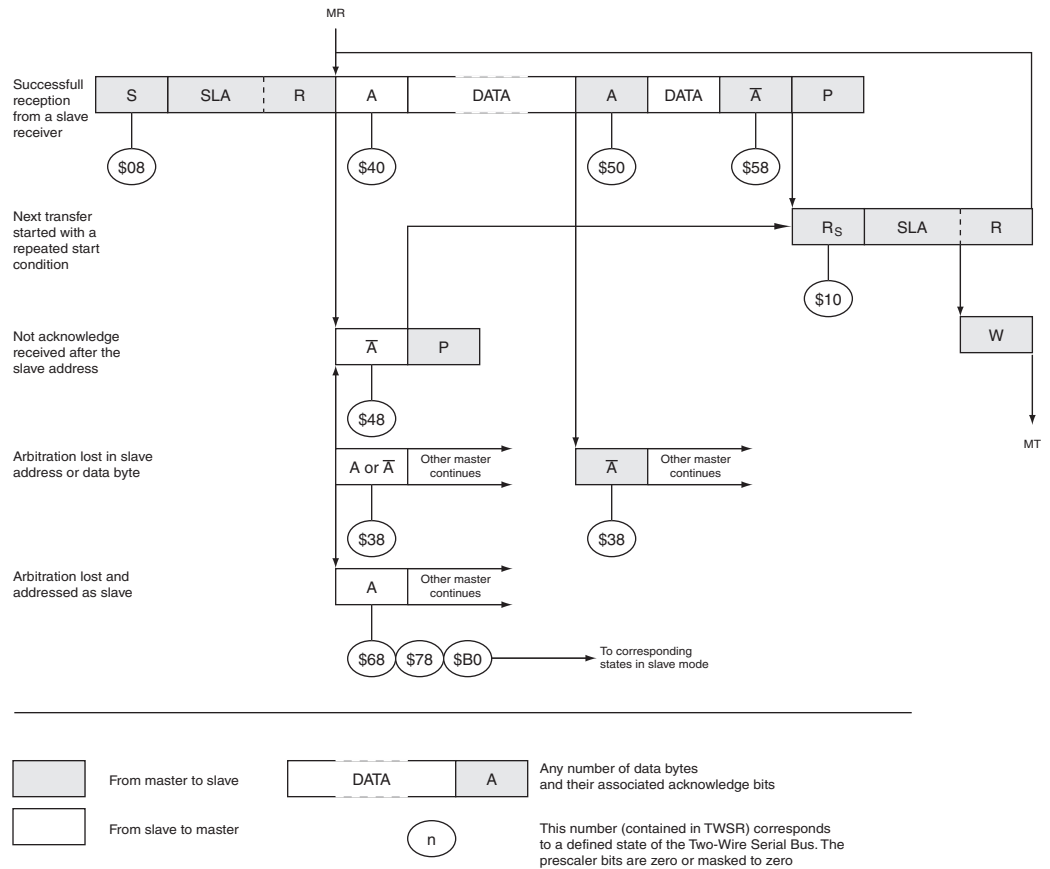 MR
Successfull
reception
from a slave
receiver
S SLA R A DATA A DATA A̅ P
$08 $40 $50 $58
Next transfer
started with a
repeated start
condition
RS SLA R
$10
Not acknowledge
received after the
slave address
A̅ P
W
$48
MT
Arbitration lost in slave
address or data byte
A or A̅
Other master
continues
A̅
Other master
continues
$38 $38
Arbitration lost and
addressed as slave
A
Other master
continues
$68 $78 $B0
To corresponding
states in slave mode
From master to slave
DATA A
Any number of data bytes
and their associated acknowledge bits
From slave to master
n
This number (contained in TWSR) corresponds
to a defined state of the Two-Wire Serial Bus. The
prescaler bits are zero or masked to zero